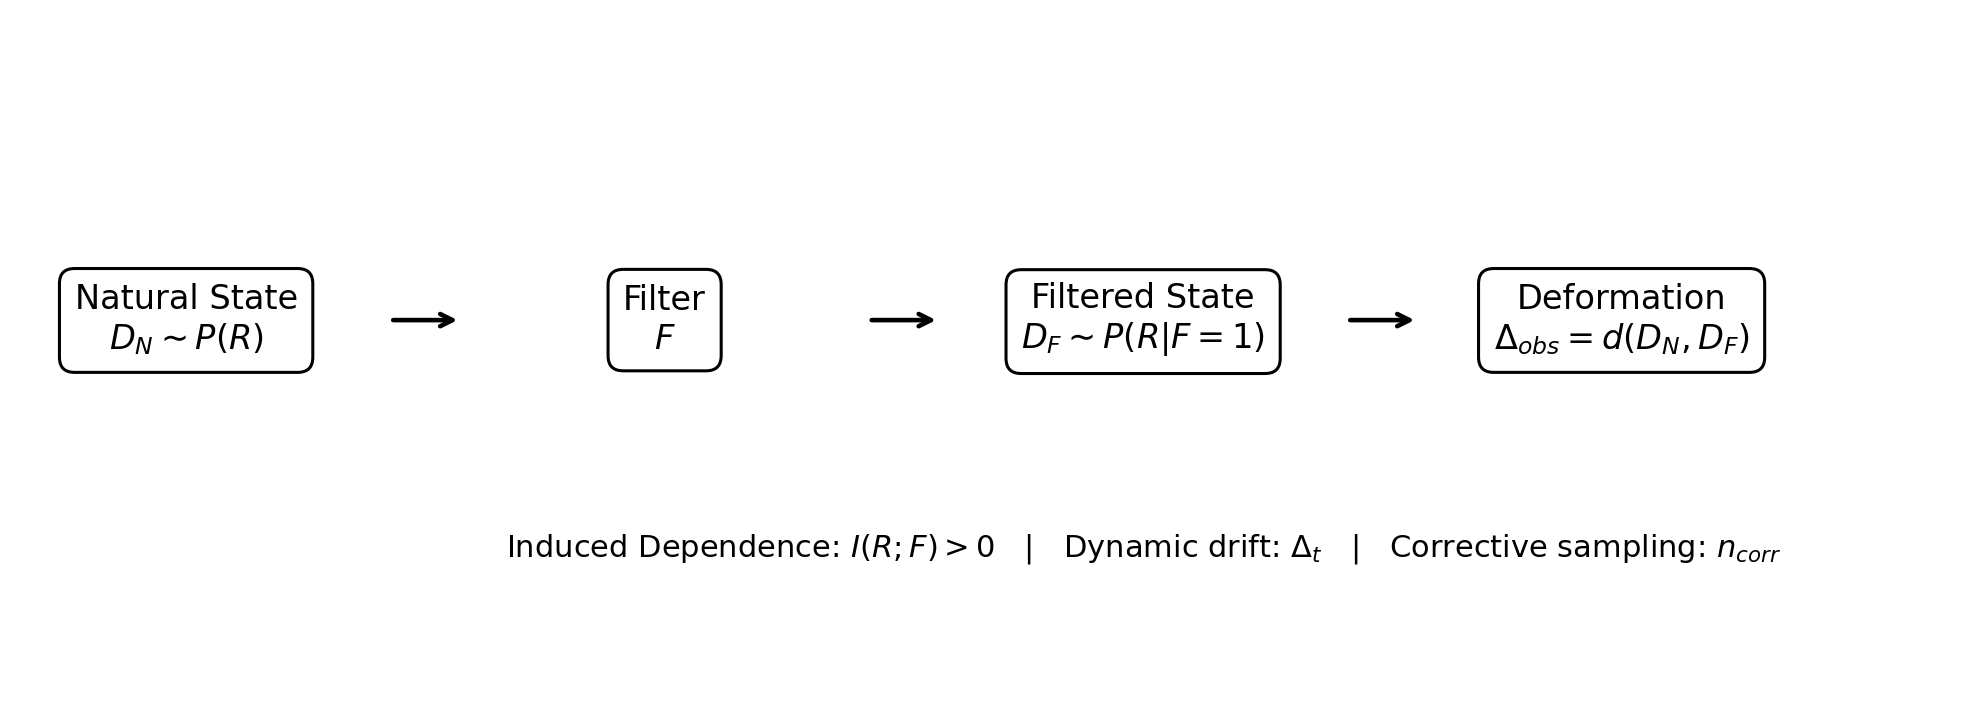 Natural State
D_N ∼ P(R)
Filter
F
Filtered State
D_F ∼ P(R|F = 1)
Deformation
Δ_obs = d(D_N, D_F)
Induced Dependence: I(R; F) > 0 | Dynamic drift: Δ_t | Corrective sampling: n_corr